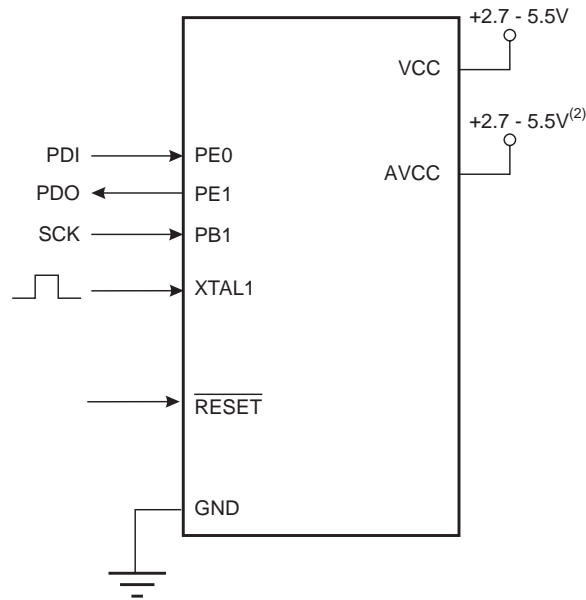 +2.7 - 5.5V
VCC
+2.7 - 5.5V(2)
AVCC
PDI PE0
PDO PE1
SCK PB1
XTAL1
RESET
GND